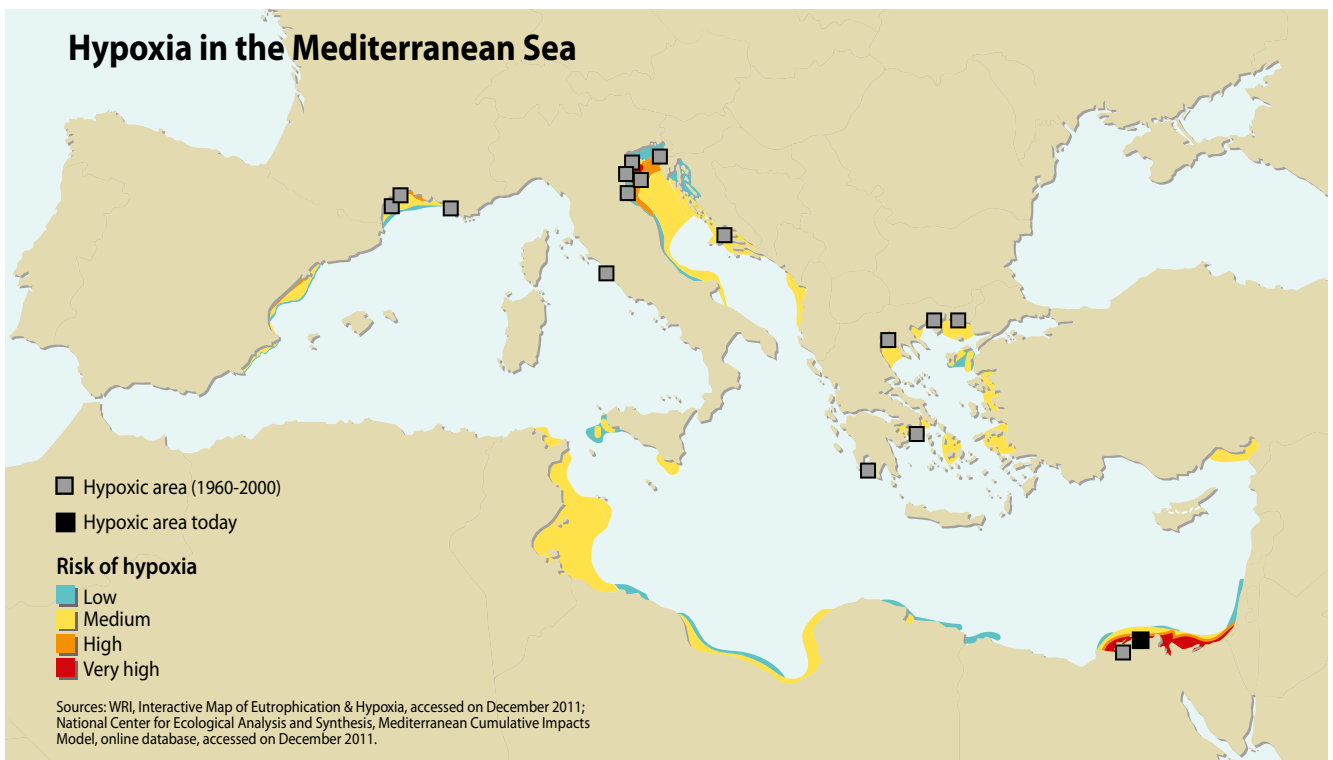 Hypoxia in the Mediterranean Sea
Hypoxic area (1960-2000)
Hypoxic area today
Risk of hypoxia
Low
Medium
High
Very high
Sources: WRI, Interactive Map of Eutrophication & Hypoxia, accessed on December 2011;
National Center for Ecological Analysis and Synthesis, Mediterranean Cumulative Impacts
Model, online database, accessed on December 2011.